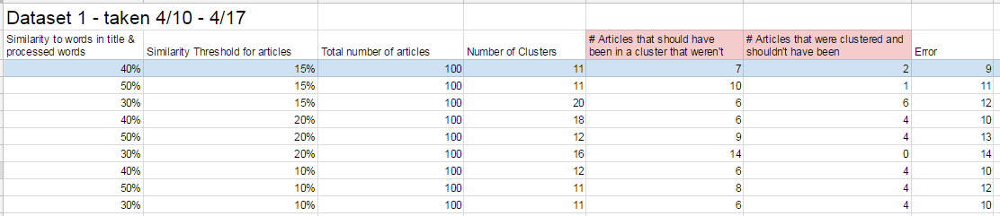 Dataset 1 - taken 4/10 - 4/17
Similarity to words in title & processed words Similarity Threshold for articles Total number of articles Number of Clusters # Articles that should have been in a cluster that weren't # Articles that were clustered and shouldn't have been Error
40% 15% 100 11 7 2 9
50% 15% 100 11 10 1 11
30% 15% 100 20 6 6 12
40% 20% 100 18 6 4 10
50% 20% 100 12 9 4 13
30% 20% 100 16 14 0 14
40% 10% 100 12 6 4 10
50% 10% 100 11 8 4 12
30% 10% 100 11 6 4 10